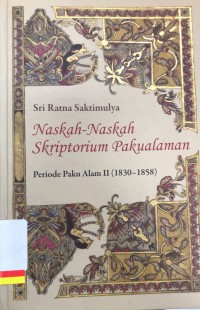 Sri Ratna Saktimulya
Naskah-Naskah
Skriptorium Pakualaman
Periode Paku Alam II (1830–1858)